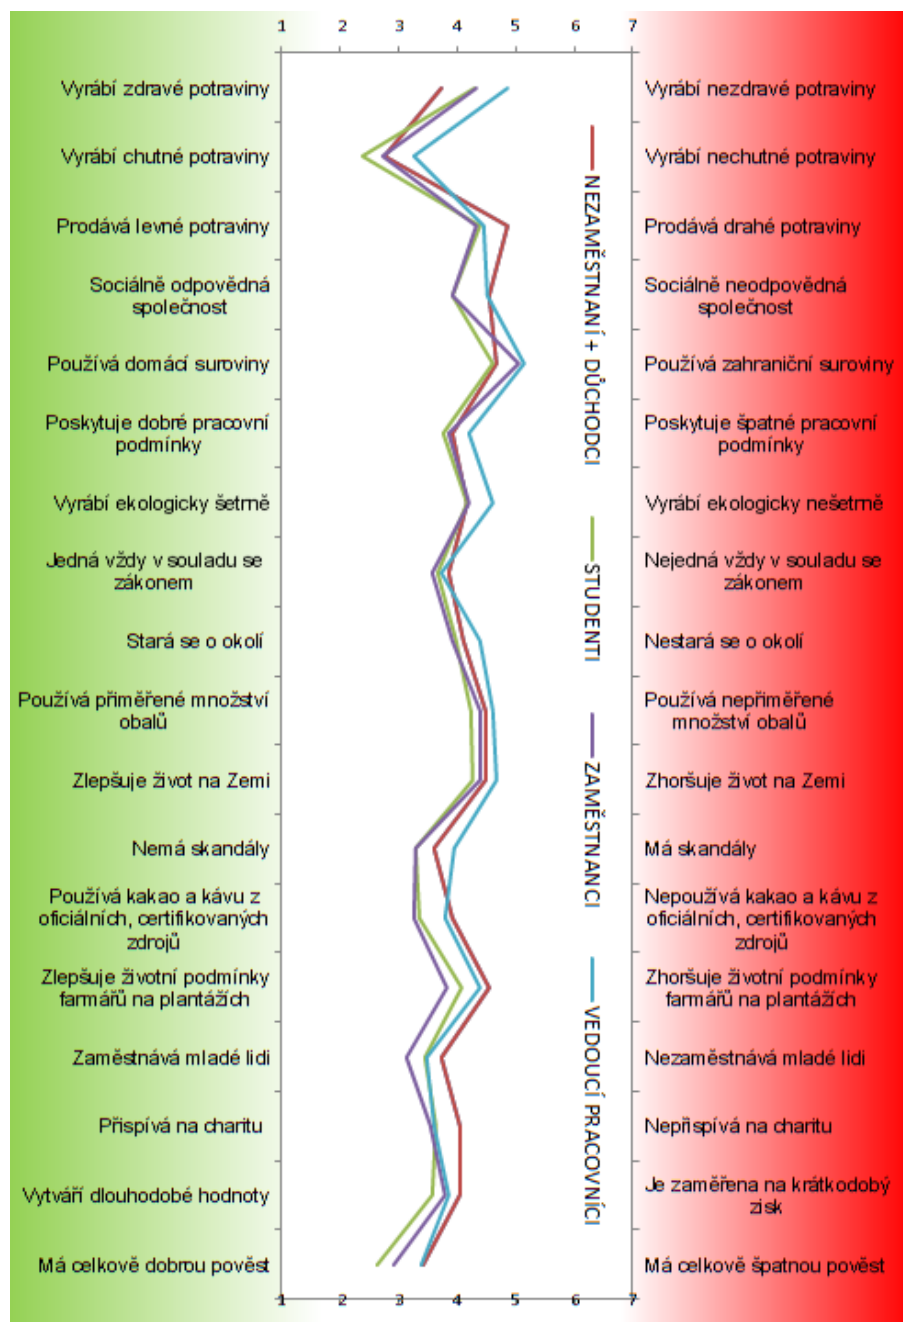 1 2 3 4 5 6 7
Vyrábí zdravé potraviny
Vyrábí nezdravé potraviny
Vyrábí chutné potraviny
Vyrábí nechutné potraviny
Prodává levné potraviny
Prodává drahé potraviny
Sociálně odpovědná
společnost
Sociálně neodpovědná
společnost
Používá domácí suroviny
Používá zahraniční suroviny
Poskytuje dobré pracovní
podmínky
Poskytuje špatné pracovní
podmínky
Vyrábí ekologicky šetrně
Vyrábí ekologicky nešetrně
Jedná vždy v souladu se
zákonem
Nejedná vždy v souladu se
zákonem
Stará se o okolí
Nestará se o okolí
Používá přiměřené množství
obalů
Používá nepřiměřené
množství obalů
Zlepšuje život na Zemi
Zhoršuje život na Zemi
Nemá skandály
Má skandály
Používá kakao a kávu z
oficiálních, certifikovaných
zdrojů
Nepoužívá kakao a kávu z
oficiálních, certifikovaných
zdrojů
Zlepšuje životní podmínky
farmářů na plantážích
Zhoršuje životní podmínky
farmářů na plantážích
Zaměstnává mladé lidi
Nezaměstnává mladé lidi
Přispívá na charitu
Nepřispívá na charitu
Vytváří dlouhodobé hodnoty
Je zaměřena na krátkodobý
zisk
Má celkově dobrou pověst
Má celkově špatnou pověst
1 2 3 4 5 6 7
NEZAMĚSTNANÍ + DŮCHODCI
STUDENTI
ZAMĚSTNANCI
VEDOUCÍ PRACOVNÍCI